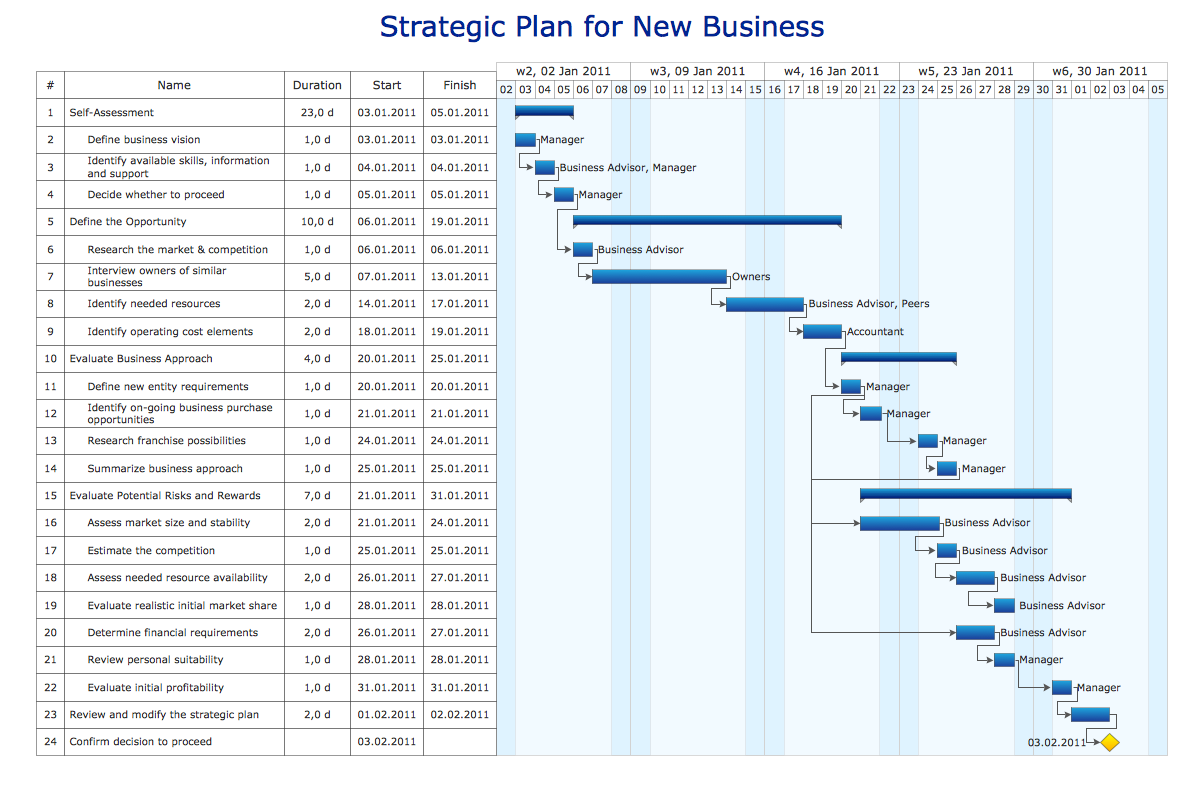 Strategic Plan for New Business
w2, 02 Jan 2011 w3, 09 Jan 2011 w4, 16 Jan 2011 w5, 23 Jan 2011 w6, 30 Jan 2011
# Name Duration Start Finish
02 03 04 05 06 07 08 09 10 11 12 13 14 15 16 17 18 19 20 21 22 23 24 25 26 27 28 29 30 31 01 02 03 04 05
1 Self-Assessment 23,0 d 03.01.2011 05.01.2011
2 Define business vision 1,0 d 03.01.2011 03.01.2011 Manager
3 Identify available skills, information
and support 1,0 d 04.01.2011 04.01.2011 Business Advisor, Manager
4 Decide whether to proceed 1,0 d 05.01.2011 05.01.2011 Manager
5 Define the Opportunity 10,0 d 06.01.2011 19.01.2011
6 Research the market & competition 1,0 d 06.01.2011 06.01.2011 Business Advisor
7 Interview owners of similar
businesses 5,0 d 07.01.2011 13.01.2011 Owners
8 Identify needed resources 2,0 d 14.01.2011 17.01.2011 Business Advisor, Peers
9 Identify operating cost elements 2,0 d 18.01.2011 19.01.2011 Accountant
10 Evaluate Business Approach 4,0 d 20.01.2011 25.01.2011
11 Define new entity requirements 1,0 d 20.01.2011 20.01.2011 Manager
12 Identify on-going business purchase
opportunities 1,0 d 21.01.2011 21.01.2011 Manager
13 Research franchise possibilities 1,0 d 24.01.2011 24.01.2011 Manager
14 Summarize business approach 1,0 d 25.01.2011 25.01.2011 Manager
15 Evaluate Potential Risks and Rewards 7,0 d 21.01.2011 31.01.2011
16 Assess market size and stability 2,0 d 21.01.2011 24.01.2011 Business Advisor
17 Estimate the competition 1,0 d 25.01.2011 25.01.2011 Business Advisor
18 Assess needed resource availability 2,0 d 26.01.2011 27.01.2011 Business Advisor
19 Evaluate realistic initial market share 1,0 d 28.01.2011 28.01.2011 Business Advisor
20 Determine financial requirements 2,0 d 26.01.2011 27.01.2011 Business Advisor
21 Review personal suitability 1,0 d 28.01.2011 28.01.2011 Manager
22 Evaluate initial profitability 1,0 d 31.01.2011 31.01.2011 Manager
23 Review and modify the strategic plan 2,0 d 01.02.2011 02.02.2011
24 Confirm decision to proceed 03.02.2011 03.02.2011